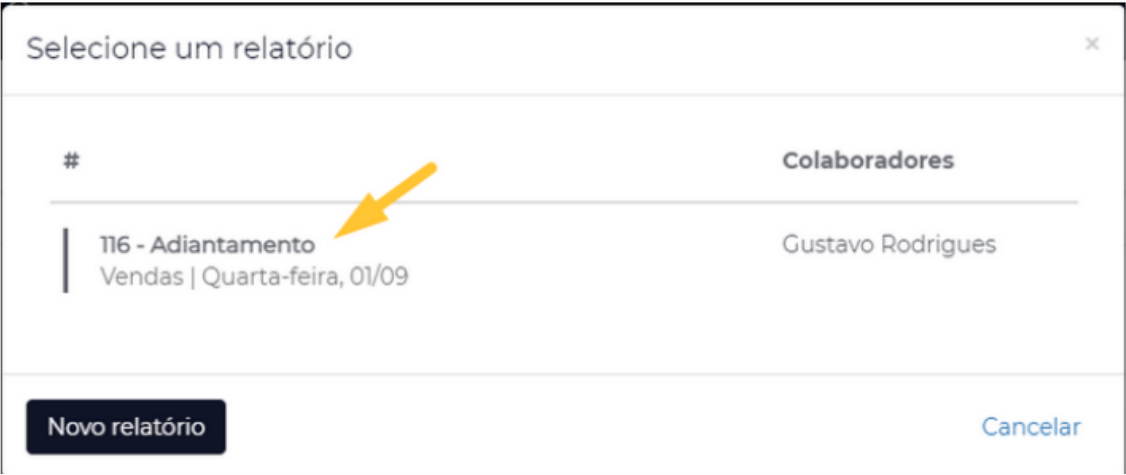 Selecione um relatório ×
# Colaboradores
116 - Adiantamento Gustavo Rodrigues
Vendas | Quarta-feira, 01/09
Novo relatório Cancelar